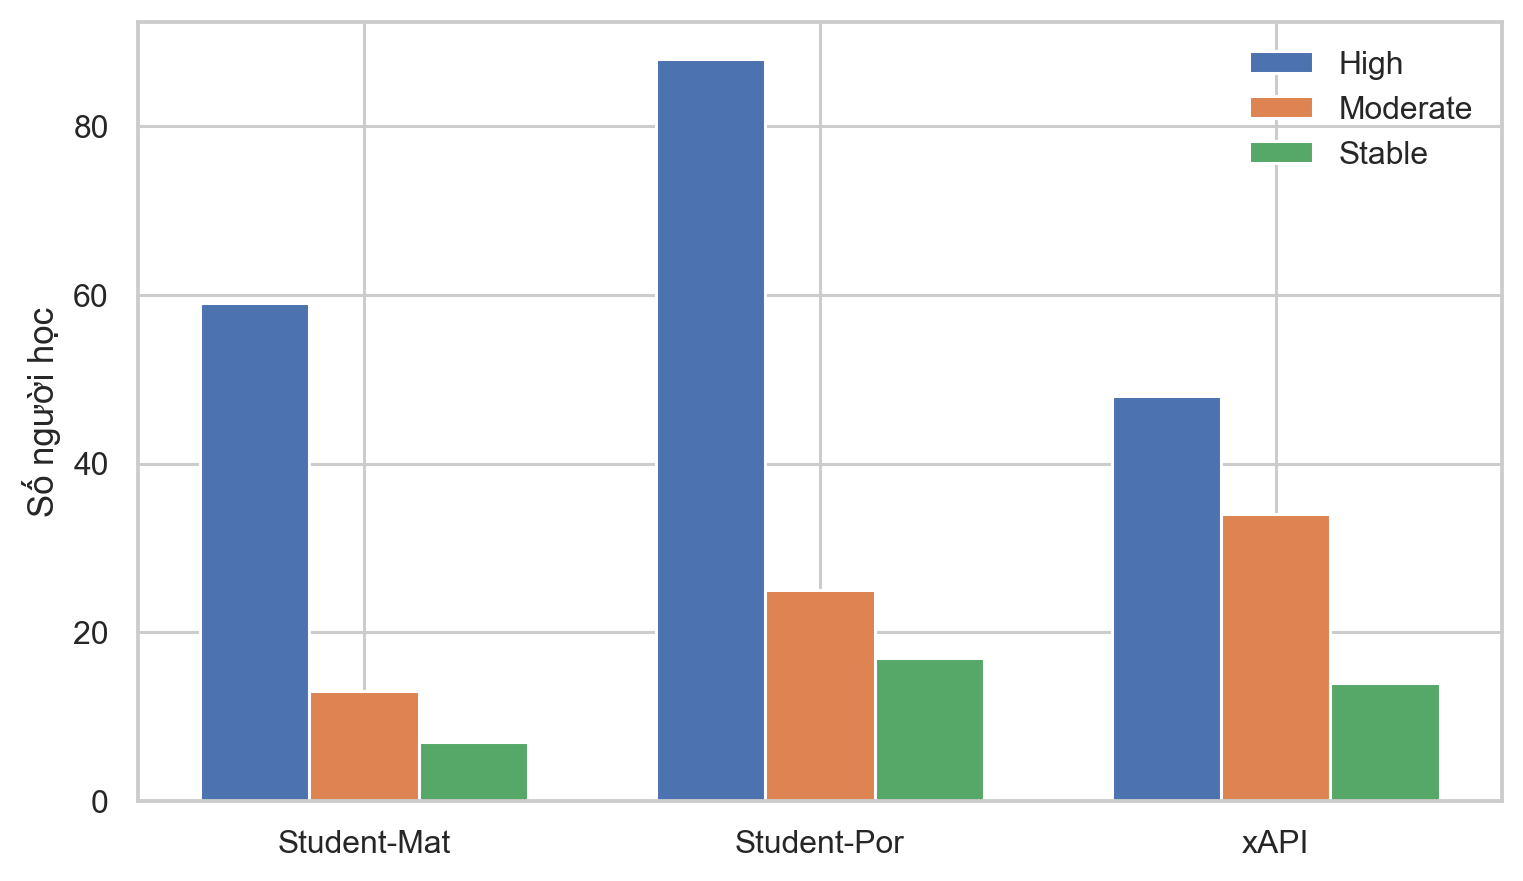 High
Moderate
Stable
80
60
40
20
0
Số người học
Student-Mat
Student-Por
xAPI